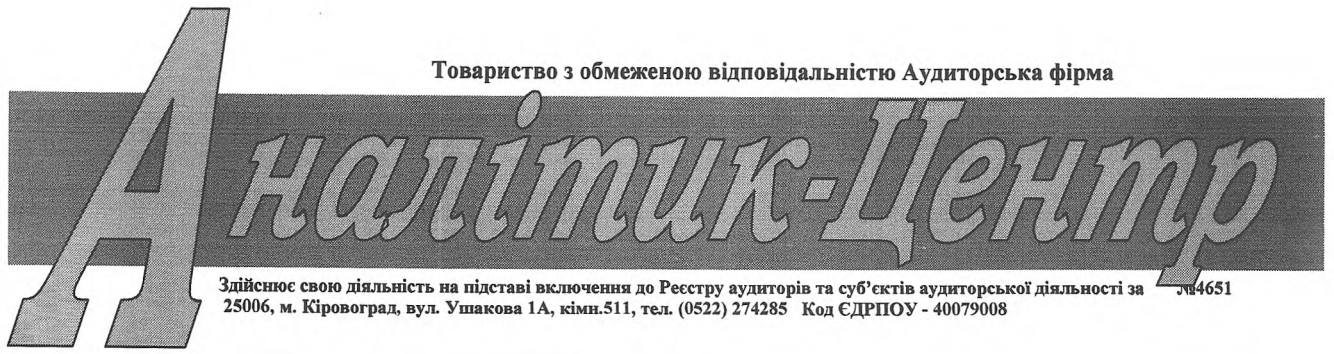 Товариство з обмеженою відповідальністю Аудиторська фірма
Аналітик-Центр
Здійснює свою діяльність на підставі включення до Реєстру аудиторів та суб’єктів аудиторської діяльності за №4651
25006, м. Кіровоград, вул. Ушакова 1А, кімн.511, тел. (0522) 274285 Код ЄДРПОУ - 40079008